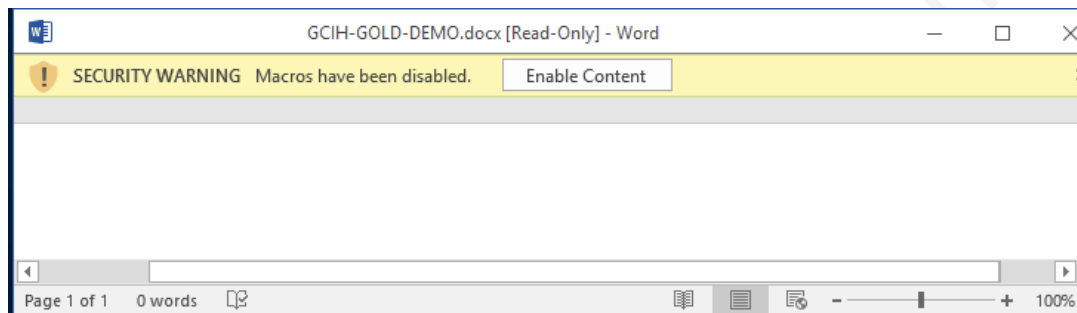 GCIH-GOLD-DEMO.docx [Read-Only] - Word
SECURITY WARNING Macros have been disabled. Enable Content
Page 1 of 1 0 words 100%